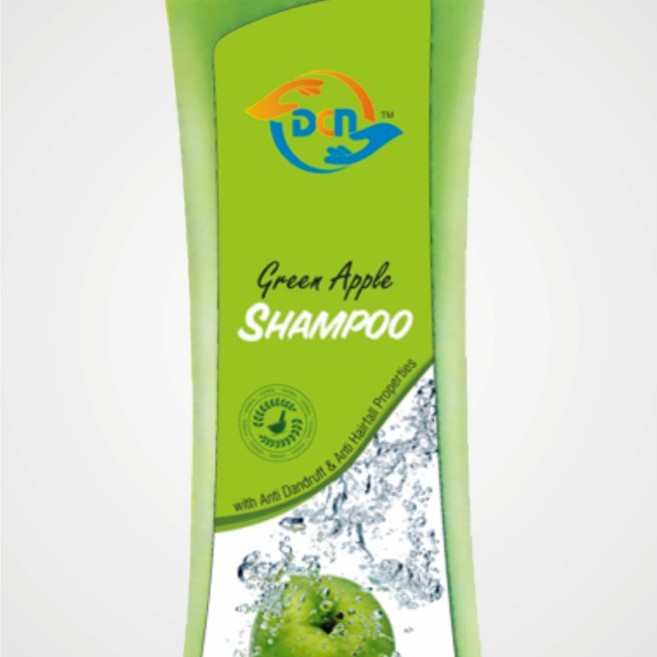 DCN
TM
Green Apple
SHAMPOO
with Anti Dandruff & Anti Hairfall Properties